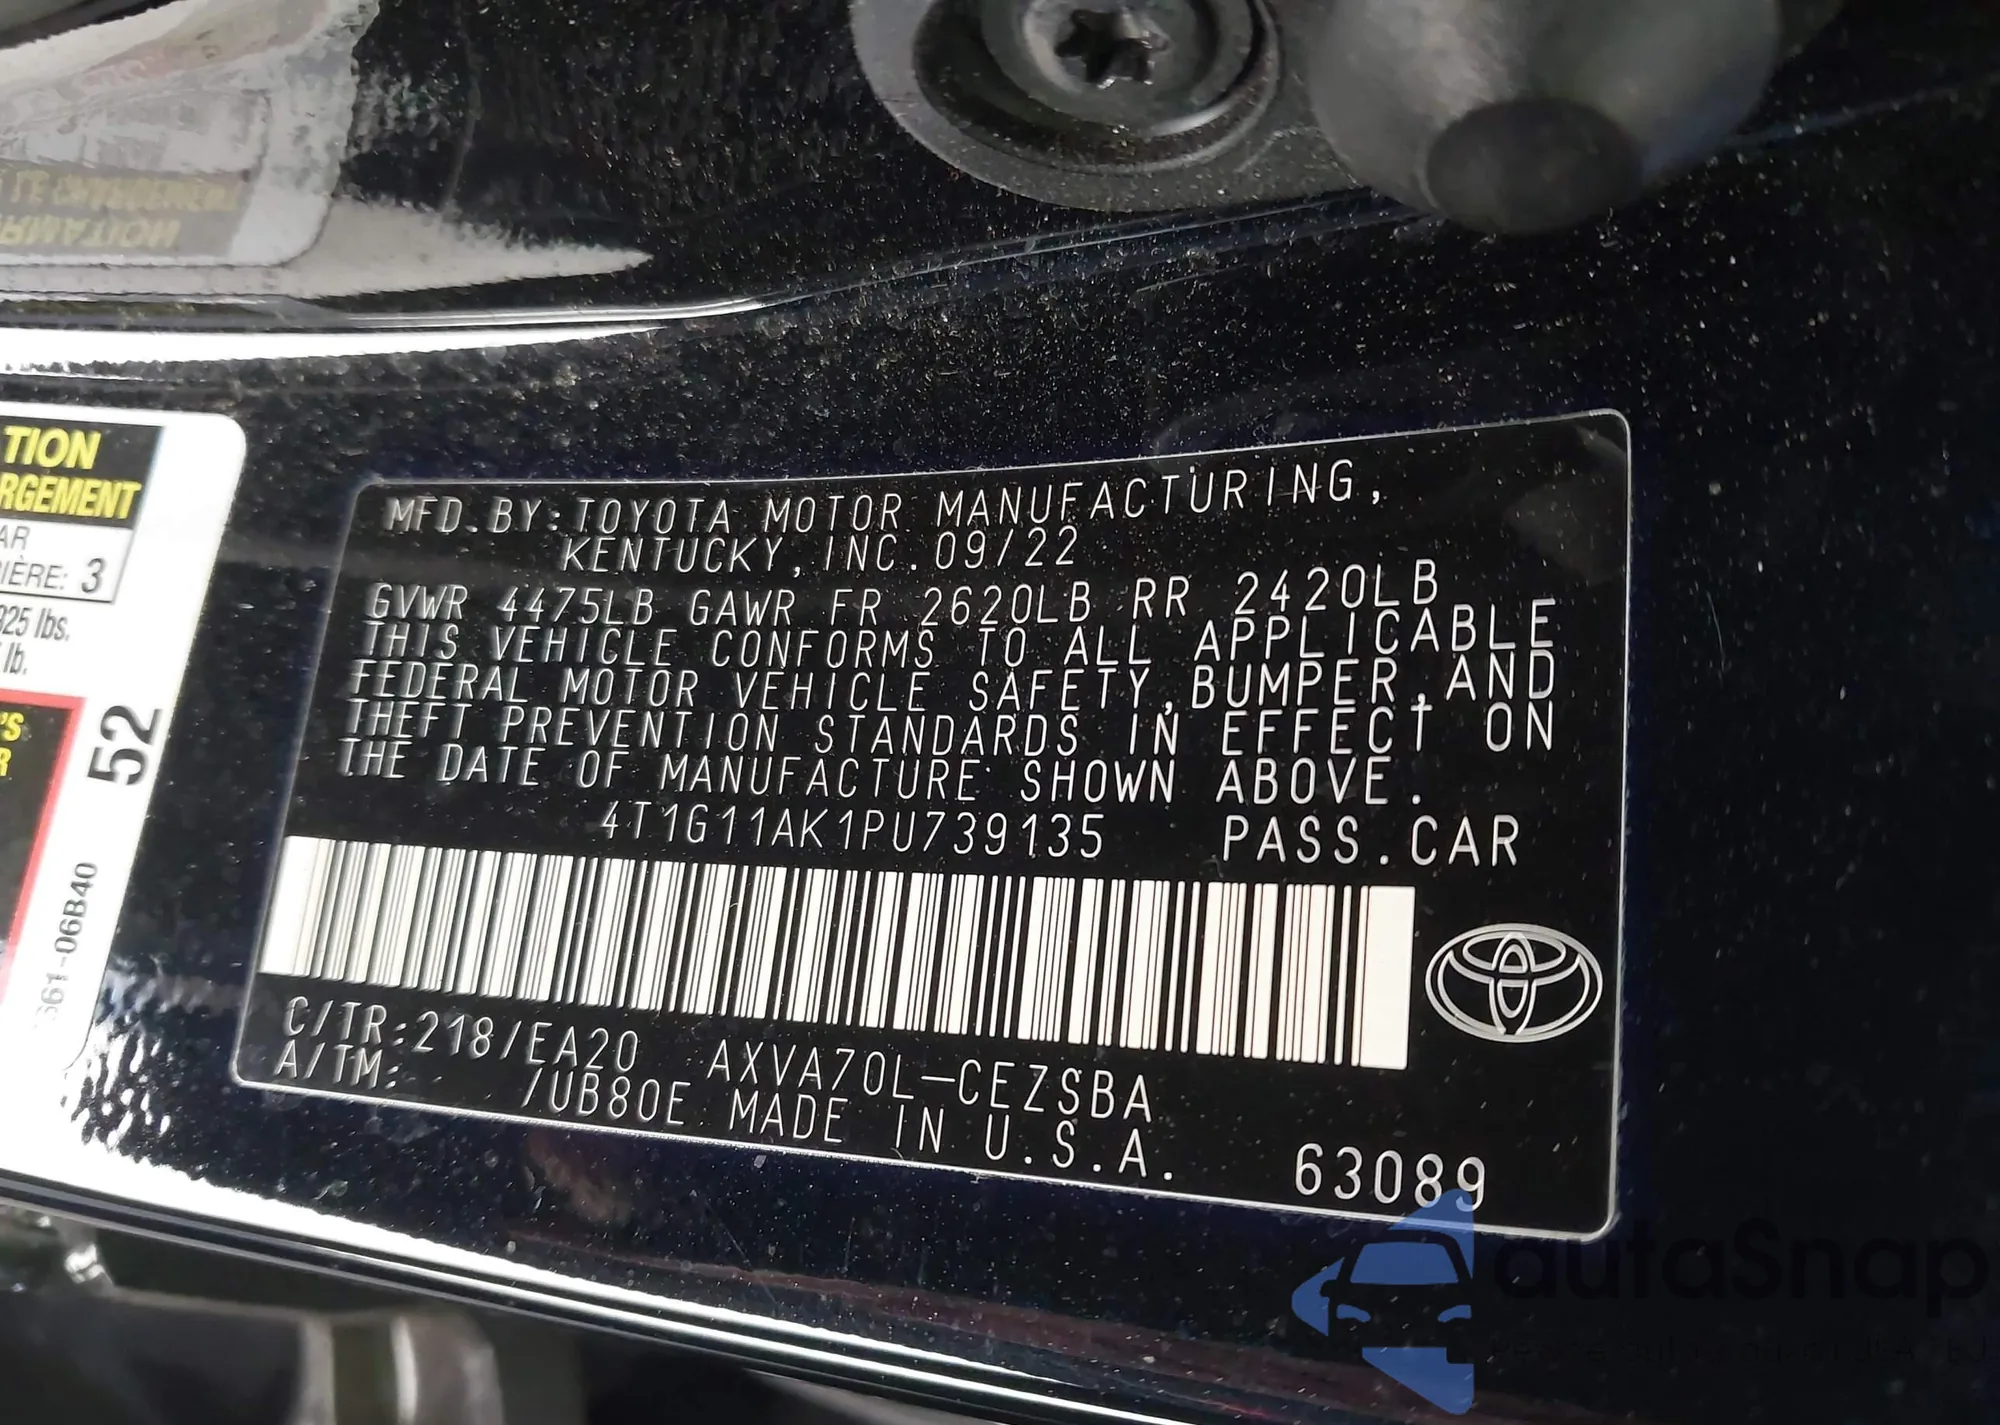 TION
RGEMENT
AR
IÈRE: 3
825 lbs.
lb.
'S
R
52
661-06B40
MFD.BY:TOYOTA MOTOR MANUFACTURING,
KENTUCKY,INC.09/22
GVWR 4475LB GAWR FR 2620LB RR 2420LB
THIS VEHICLE CONFORMS TO ALL APPLICABLE
FEDERAL MOTOR VEHICLE SAFETY,BUMPER,AND
THEFT PREVENTION STANDARDS IN EFFECT ON
THE DATE OF MANUFACTURE SHOWN ABOVE.
4T1G11AK1PU739135 PASS.CAR
C/TR:218/EA20 AXVA70L-CEZSBA
A/TM: /UB80E MADE IN U.S.A.
63089
autaSnap